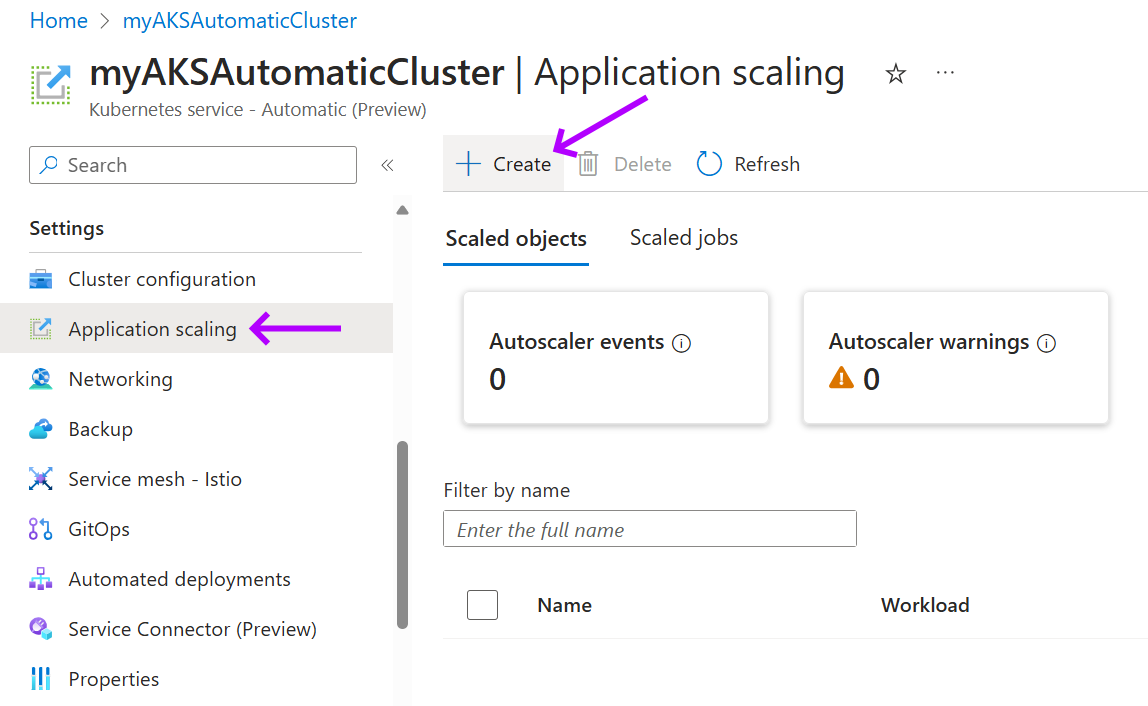 Home > myAKSAutomaticCluster
myAKSAutomaticCluster | Application scaling ...
Kubernetes service - Automatic (Preview)
Search
«
Settings
Cluster configuration
Application scaling
Networking
Backup
Service mesh - Istio
GitOps
Automated deployments
Service Connector (Preview)
Properties
Create Delete Refresh
Scaled objects Scaled jobs
Autoscaler events
0
Autoscaler warnings
0
Filter by name
Enter the full name
Name Workload